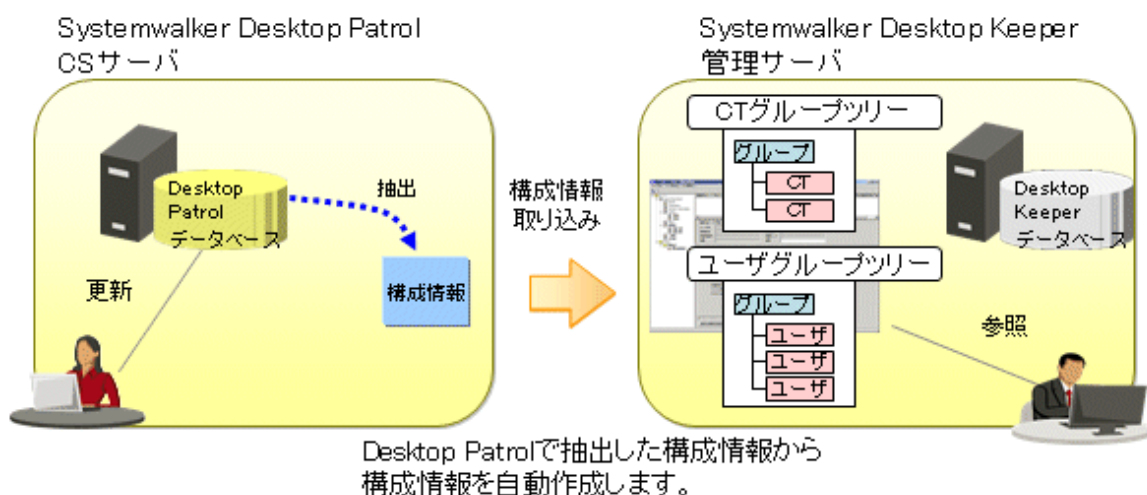 Systemwalker Desktop Patrol
CSサーバ
Desktop
Patrol
データベース
抽出
構成情報
更新
構成情報
取り込み
Systemwalker Desktop Keeper
管理サーバ
CTグループツリー
グループ
CT
CT
ユーザグループツリー
グループ
ユーザ
ユーザ
ユーザ
Desktop
Keeper
データベース
参照
Desktop Patrolで抽出した構成情報から
構成情報を自動作成します。